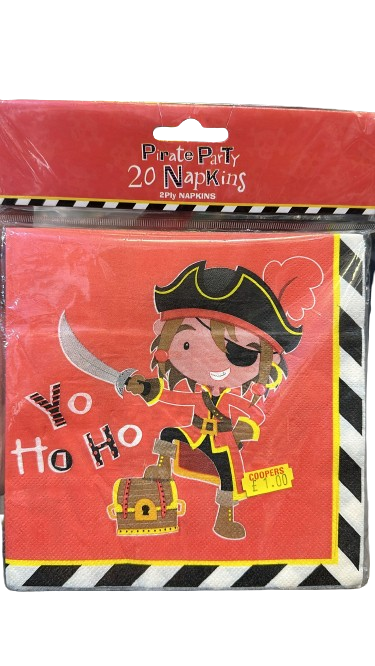 Pirate ParTy
20 NapKins
2Ply NAPKINS
Yo
Ho Ho
COOPERS
£ 1.00